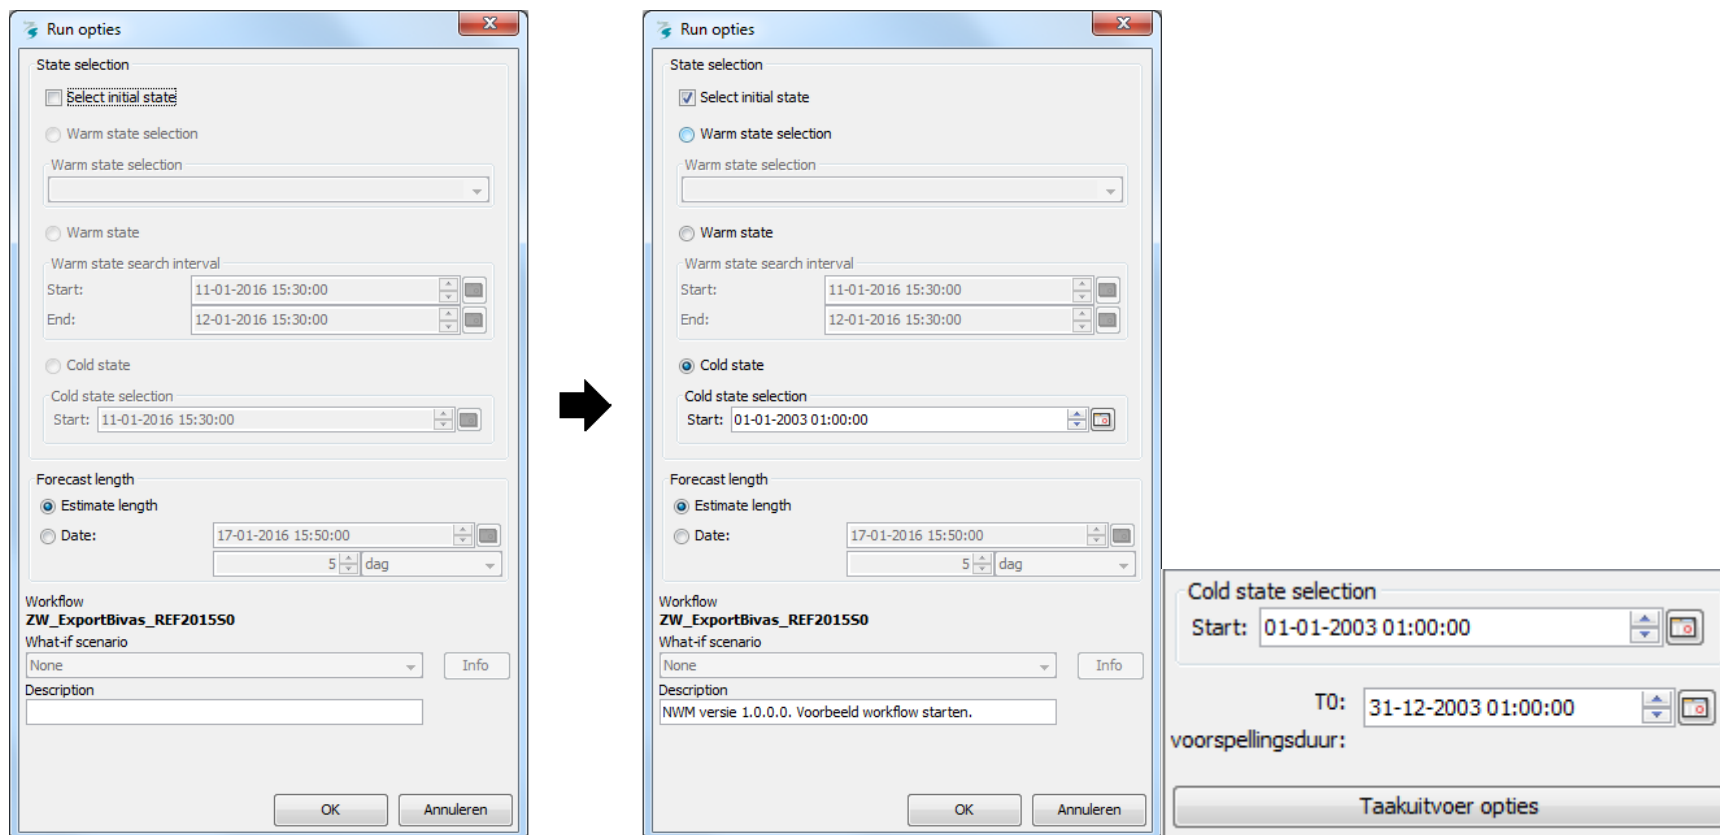 Run opties
State selection
Select initial state
Warm state selection
Warm state selection
Warm state
Warm state search interval
Start: 11-01-2016 15:30:00
End: 12-01-2016 15:30:00
Cold state
Cold state selection
Start: 11-01-2016 15:30:00
Forecast length
Estimate length
Date: 17-01-2016 15:50:00
5 dag
Workflow
ZW_ExportBivas_REF2015S0
What-if scenario
None Info
Description
OK Annuleren
Run opties
State selection
Select initial state
Warm state selection
Warm state selection
Warm state
Warm state search interval
Start: 11-01-2016 15:30:00
End: 12-01-2016 15:30:00
Cold state
Cold state selection
Start: 01-01-2003 01:00:00
Forecast length
Estimate length
Date: 17-01-2016 15:50:00
5 dag
Workflow
ZW_ExportBivas_REF2015S0
What-if scenario
None Info
Description
NWM versie 1.0.0.0. Voorbeeld workflow starten.
OK Annuleren
Cold state selection
Start: 01-01-2003 01:00:00
T0: 31-12-2003 01:00:00
voorspellingsduur:
Taakuitvoer opties